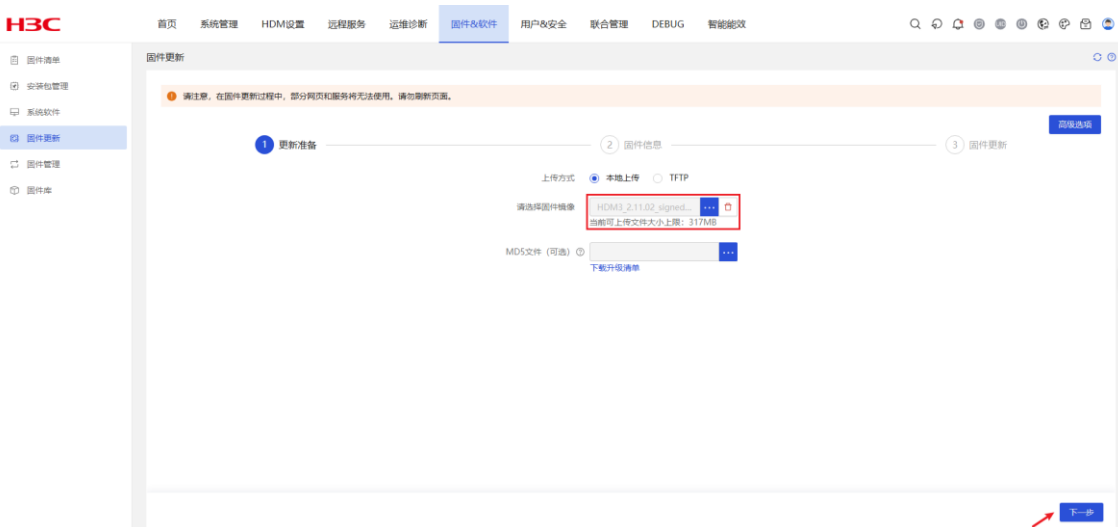 H3C
首页 系统管理 HDM设置 远程服务 运维诊断 固件&软件 用户&安全 联合管理 DEBUG 智能能效
固件清单
安装包管理
系统软件
固件更新
固件管理
固件库
固件更新
请注意，在固件更新过程中，部分网页和服务将无法使用。请勿刷新页面。
高级选项
1 更新准备 2 固件信息 3 固件更新
上传方式 本地上传 TFTP
请选择固件镜像 HDM3_2.11.02_signed...
当前可上传文件大小上限：317MB
MD5文件（可选）
下载升级清单
下一步